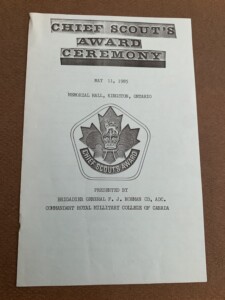 CHIEF SCOUT'S
AWARD
CEREMONY
MAY 11, 1985
MEMORIAL HALL, KINGSTON, ONTARIO
CHIEF SCOUT'S AWARD
PRESENTED BY
BRIGADIER GENERAL F. J. NORMAN CD, ADC.
COMMANDANT ROYAL MILITARY COLLEGE OF CANADA